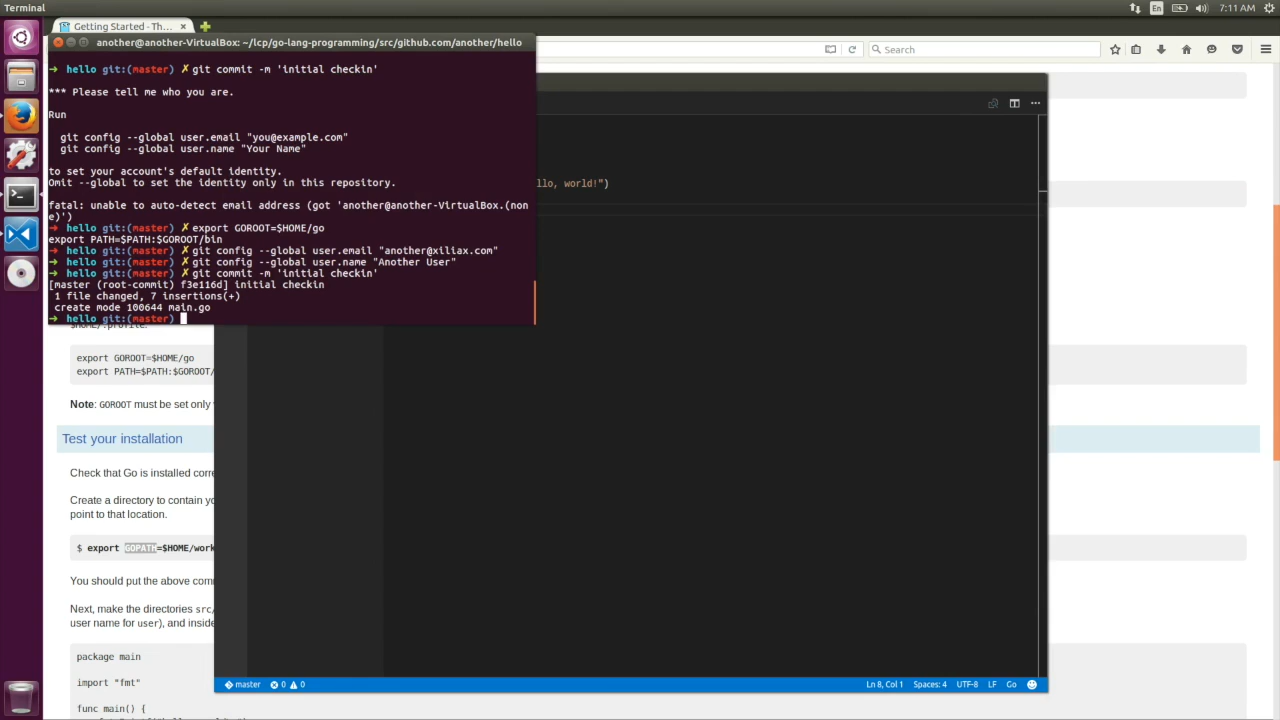 Terminal
En
7:11 AM
Getting Started - Th...
another@another-VirtualBox: ~/lcp/go-lang-programming/src/github.com/another/hello
Search
➜  hello git:(master) ✗ git commit -m 'initial checkin'
*** Please tell me who you are.
Run
git config --global user.email "you@example.com"
git config --global user.name "Your Name"
to set your account's default identity.
Omit --global to set the identity only in this repository.
fatal: unable to auto-detect email address (got 'another@another-VirtualBox.(non
e)')
➜  hello git:(master) ✗ export GOROOT=$HOME/go
export PATH=$PATH:$GOROOT/bin
➜  hello git:(master) ✗ git config --global user.email "another@xiliax.com"
➜  hello git:(master) ✗ git config --global user.name "Another User"
➜  hello git:(master) ✗ git commit -m 'initial checkin'
[master (root-commit) f3e116d] initial checkin
1 file changed, 7 insertions(+)
create mode 100644 main.go
➜  hello git:(master)
llo, world!")
$HOME/.profile:
export GOROOT=$HOME/go
export PATH=$PATH:$GOROOT/
Note: GOROOT must be set only
Test your installation
Check that Go is installed corre
Create a directory to contain yo
point to that location.
$ export GOPATH=$HOME/work
You should put the above comm
Next, make the directories src/
user name for user), and inside
package main
import "fmt"
func main() {
master
0
0
Ln 8, Col 1
Spaces: 4
UTF-8
LF
Go